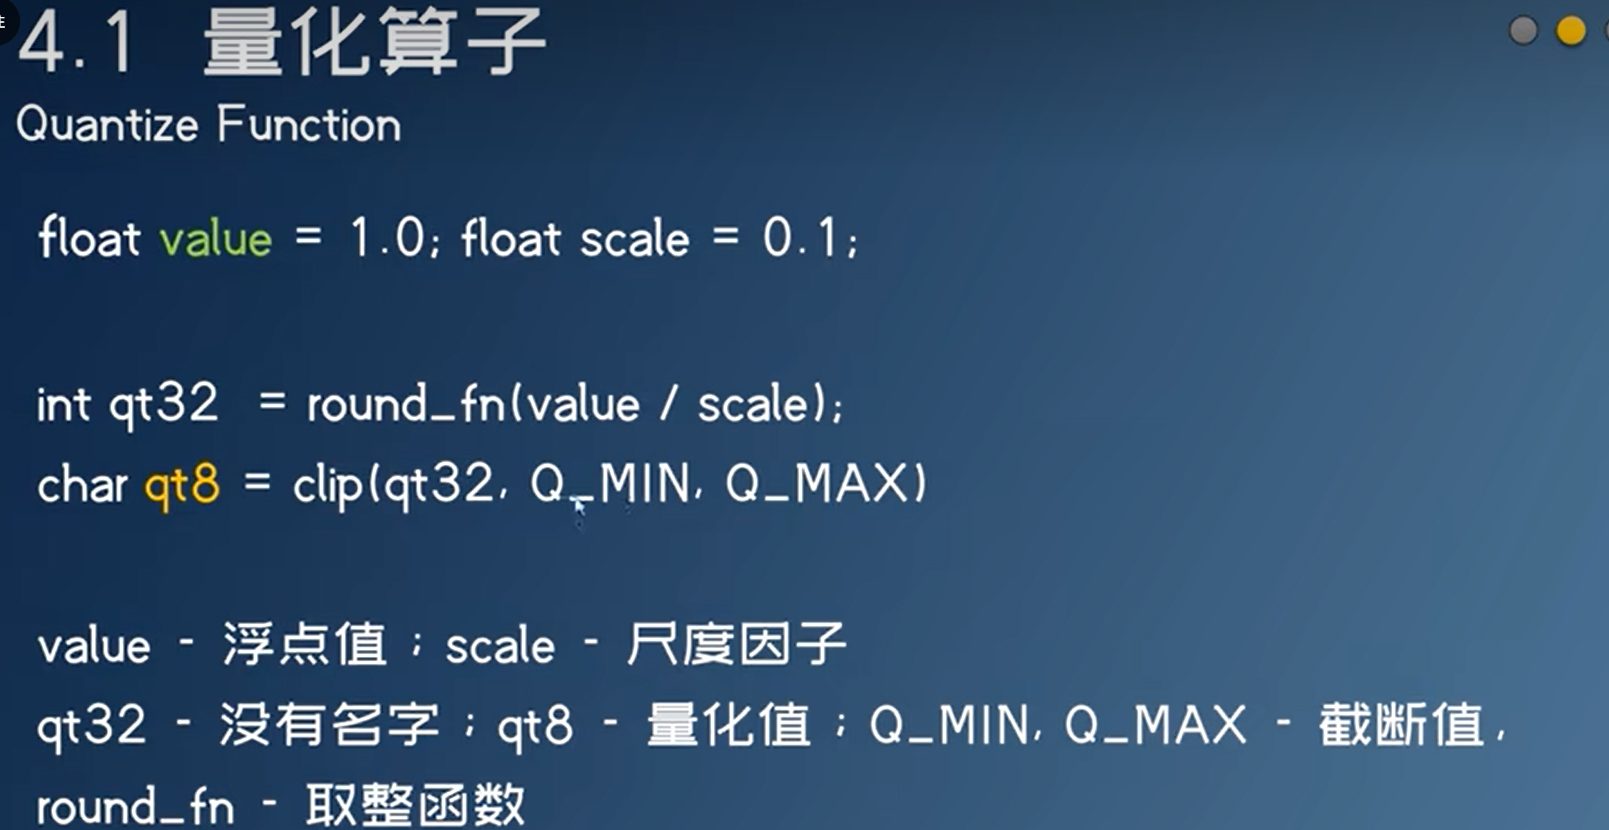 4.1 量化算子
Quantize Function
float value = 1.0; float scale = 0.1;
int qt32 = round_fn(value / scale);
char qt8 = clip(qt32, Q_MIN, Q_MAX)
value - 浮点值；scale - 尺度因子
qt32 - 没有名字；qt8 - 量化值；Q_MIN, Q_MAX - 截断值,
round_fn - 取整函数